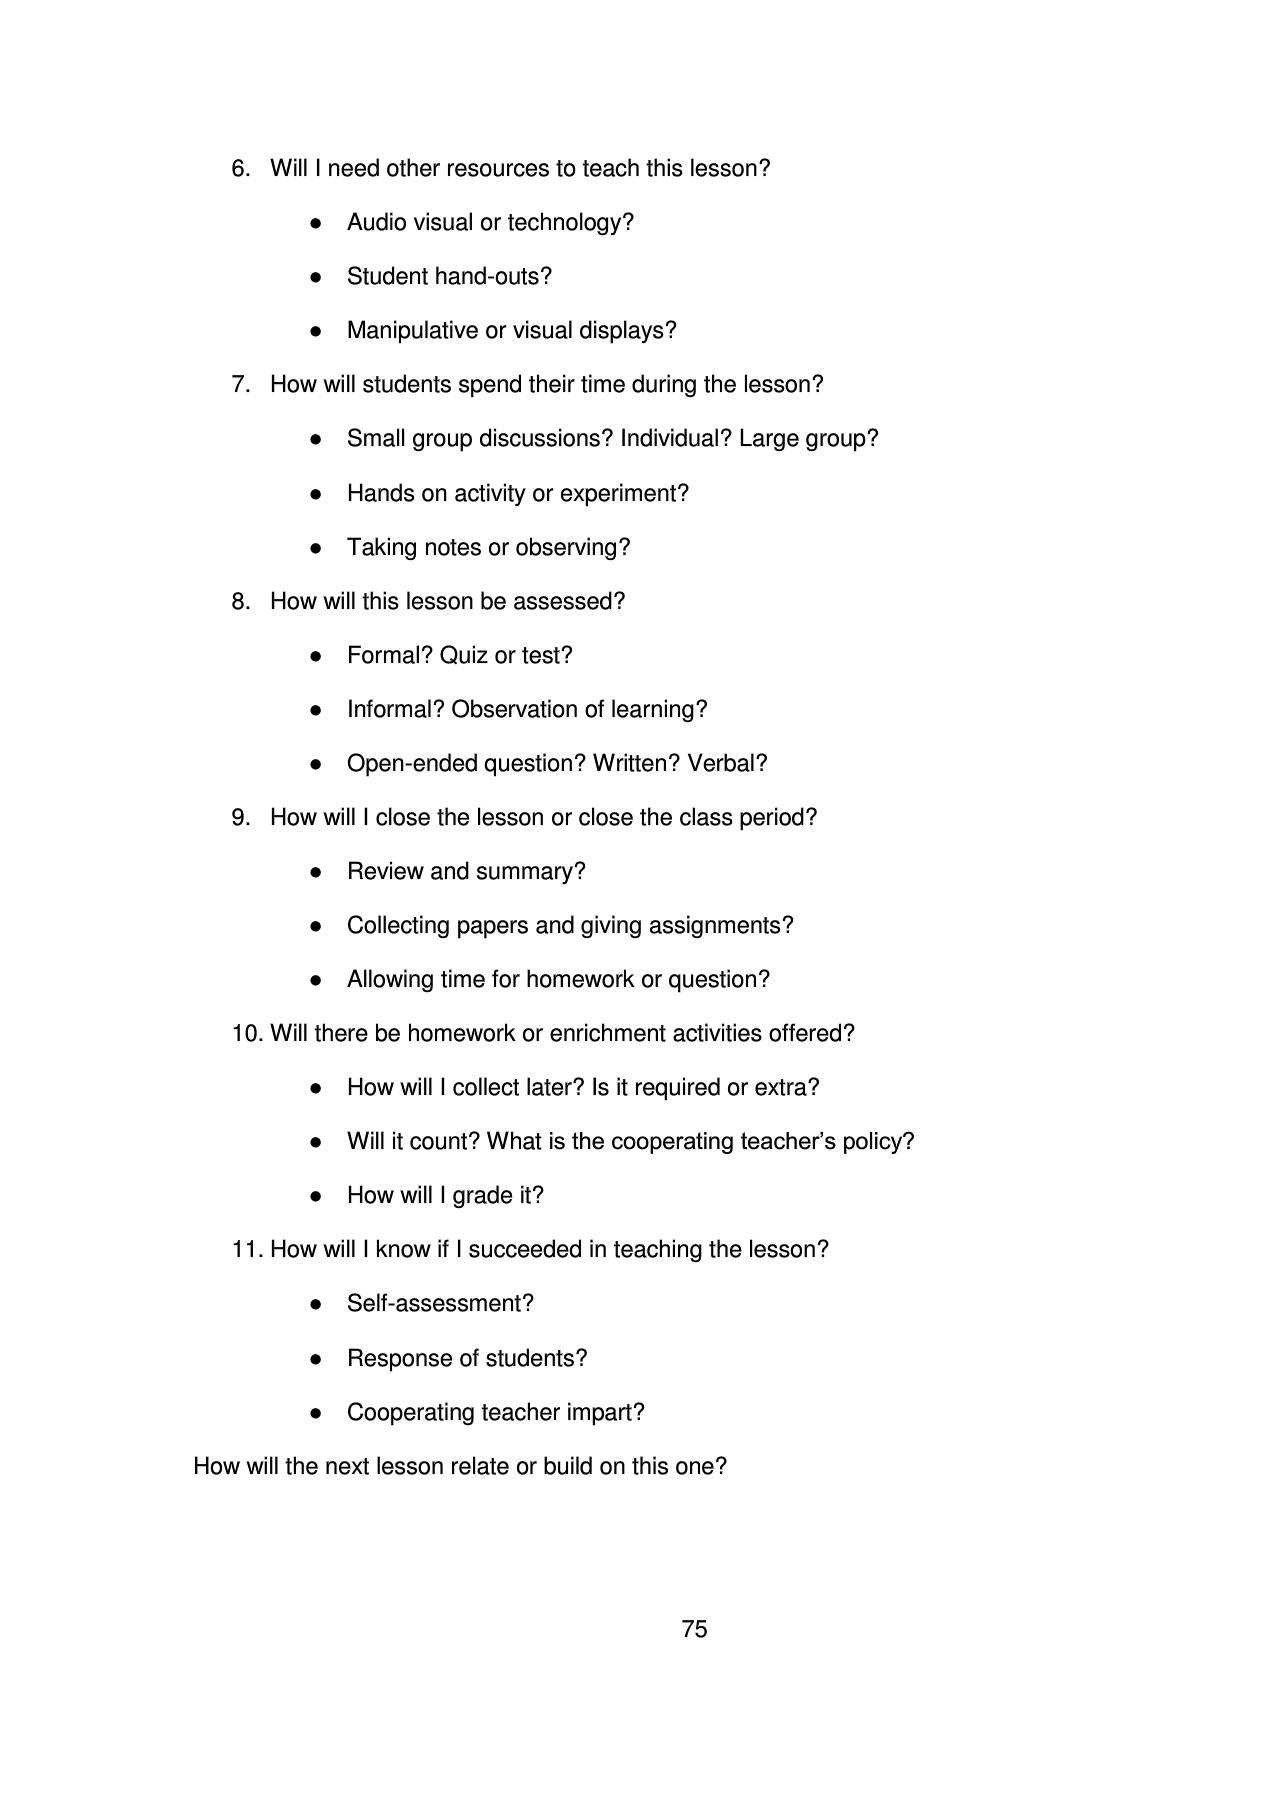 6. Will I need other resources to teach this lesson?
● Audio visual or technology?
● Student hand-outs?
● Manipulative or visual displays?
7. How will students spend their time during the lesson?
● Small group discussions? Individual? Large group?
● Hands on activity or experiment?
● Taking notes or observing?
8. How will this lesson be assessed?
● Formal? Quiz or test?
● Informal? Observation of learning?
● Open-ended question? Written? Verbal?
9. How will I close the lesson or close the class period?
● Review and summary?
● Collecting papers and giving assignments?
● Allowing time for homework or question?
10. Will there be homework or enrichment activities offered?
● How will I collect later? Is it required or extra?
● Will it count? What is the cooperating teacher’s policy?
● How will I grade it?
11. How will I know if I succeeded in teaching the lesson?
● Self-assessment?
● Response of students?
● Cooperating teacher impart?
How will the next lesson relate or build on this one?
75